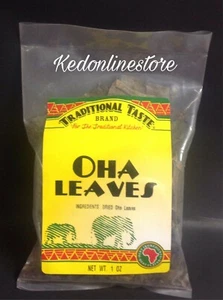 Kedonlinestore
TRADITIONAL TASTE
BRAND
"For The Traditional Kitchen"
OHA
LEAVES
INGREDIENTS: DRIED Oha Leaves
NET WT. 1 OZ